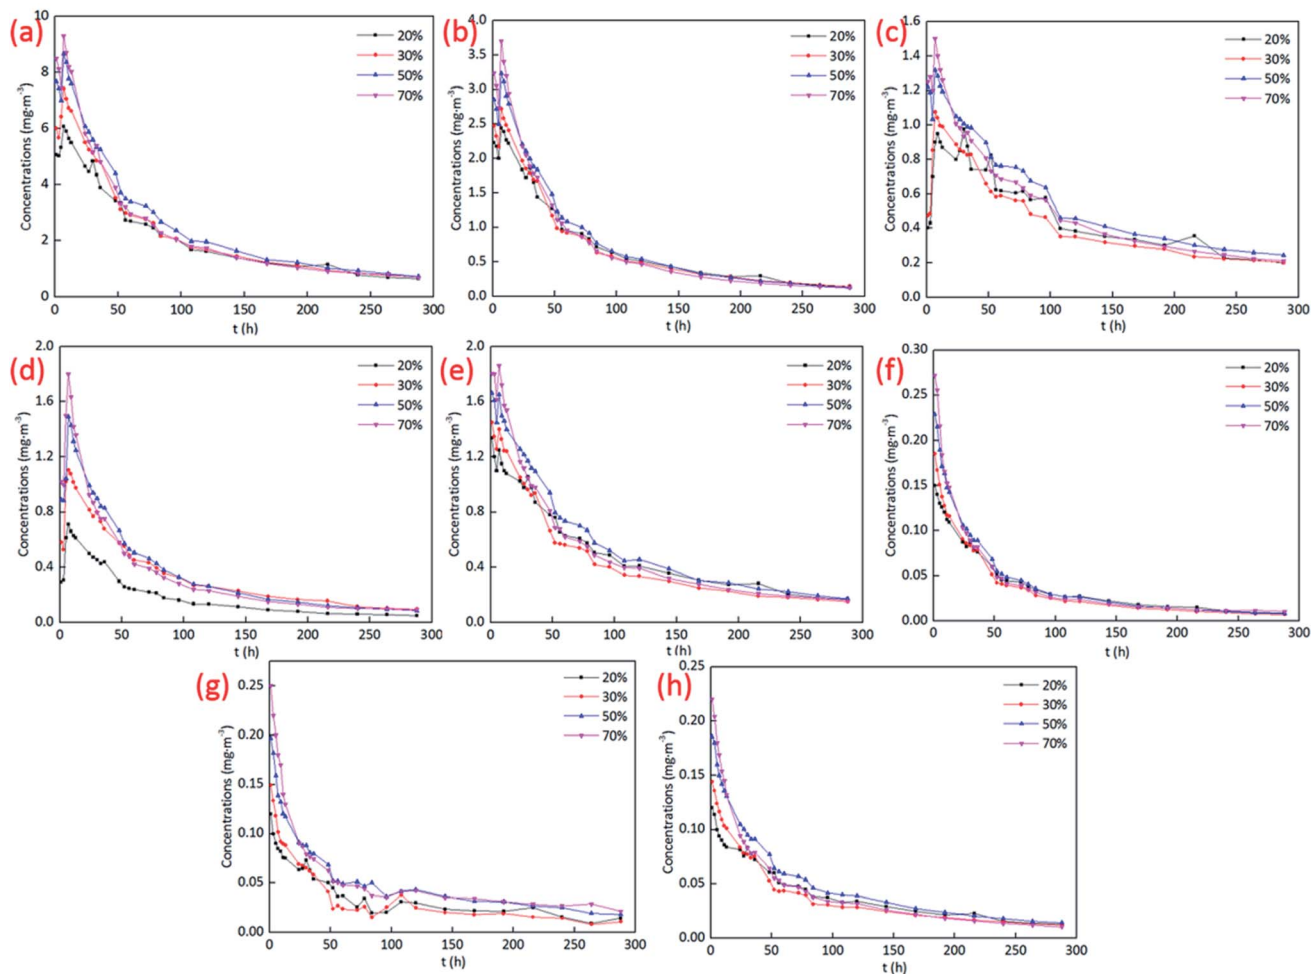 (a)
10
8
6
4
2
0
Concentrations (mg·m⁻³)
20%
30%
50%
70%
0 50 100 150 200 250 300
t (h)
(b)
4.0
3.5
3.0
2.5
2.0
1.5
1.0
0.5
0.0
Concentrations (mg·m⁻³)
20%
30%
50%
70%
0 50 100 150 200 250 300
t (h)
(c)
1.6
1.4
1.2
1.0
0.8
0.6
0.4
0.2
0.0
Concentrations (mg·m⁻³)
20%
30%
50%
70%
0 50 100 150 200 250 300
t (h)
(d)
2.0
1.6
1.2
0.8
0.4
0.0
Concentrations (mg·m⁻³)
20%
30%
50%
70%
0 50 100 150 200 250 300
t (h)
(e)
2.0
1.6
1.2
0.8
0.4
0.0
Concentrations (mg·m⁻³)
20%
30%
50%
70%
0 50 100 150 200 250 300
t (h)
(f)
0.30
0.25
0.20
0.15
0.10
0.05
0.00
Concentrations (mg·m⁻³)
20%
30%
50%
70%
0 50 100 150 200 250 300
t (h)
(g)
0.25
0.20
0.15
0.10
0.05
0.00
Concentrations (mg·m⁻³)
20%
30%
50%
70%
0 50 100 150 200 250 300
t (h)
(h)
0.25
0.20
0.15
0.10
0.05
0.00
Concentrations (mg·m⁻³)
20%
30%
50%
70%
0 50 100 150 200 250 300
t (h)